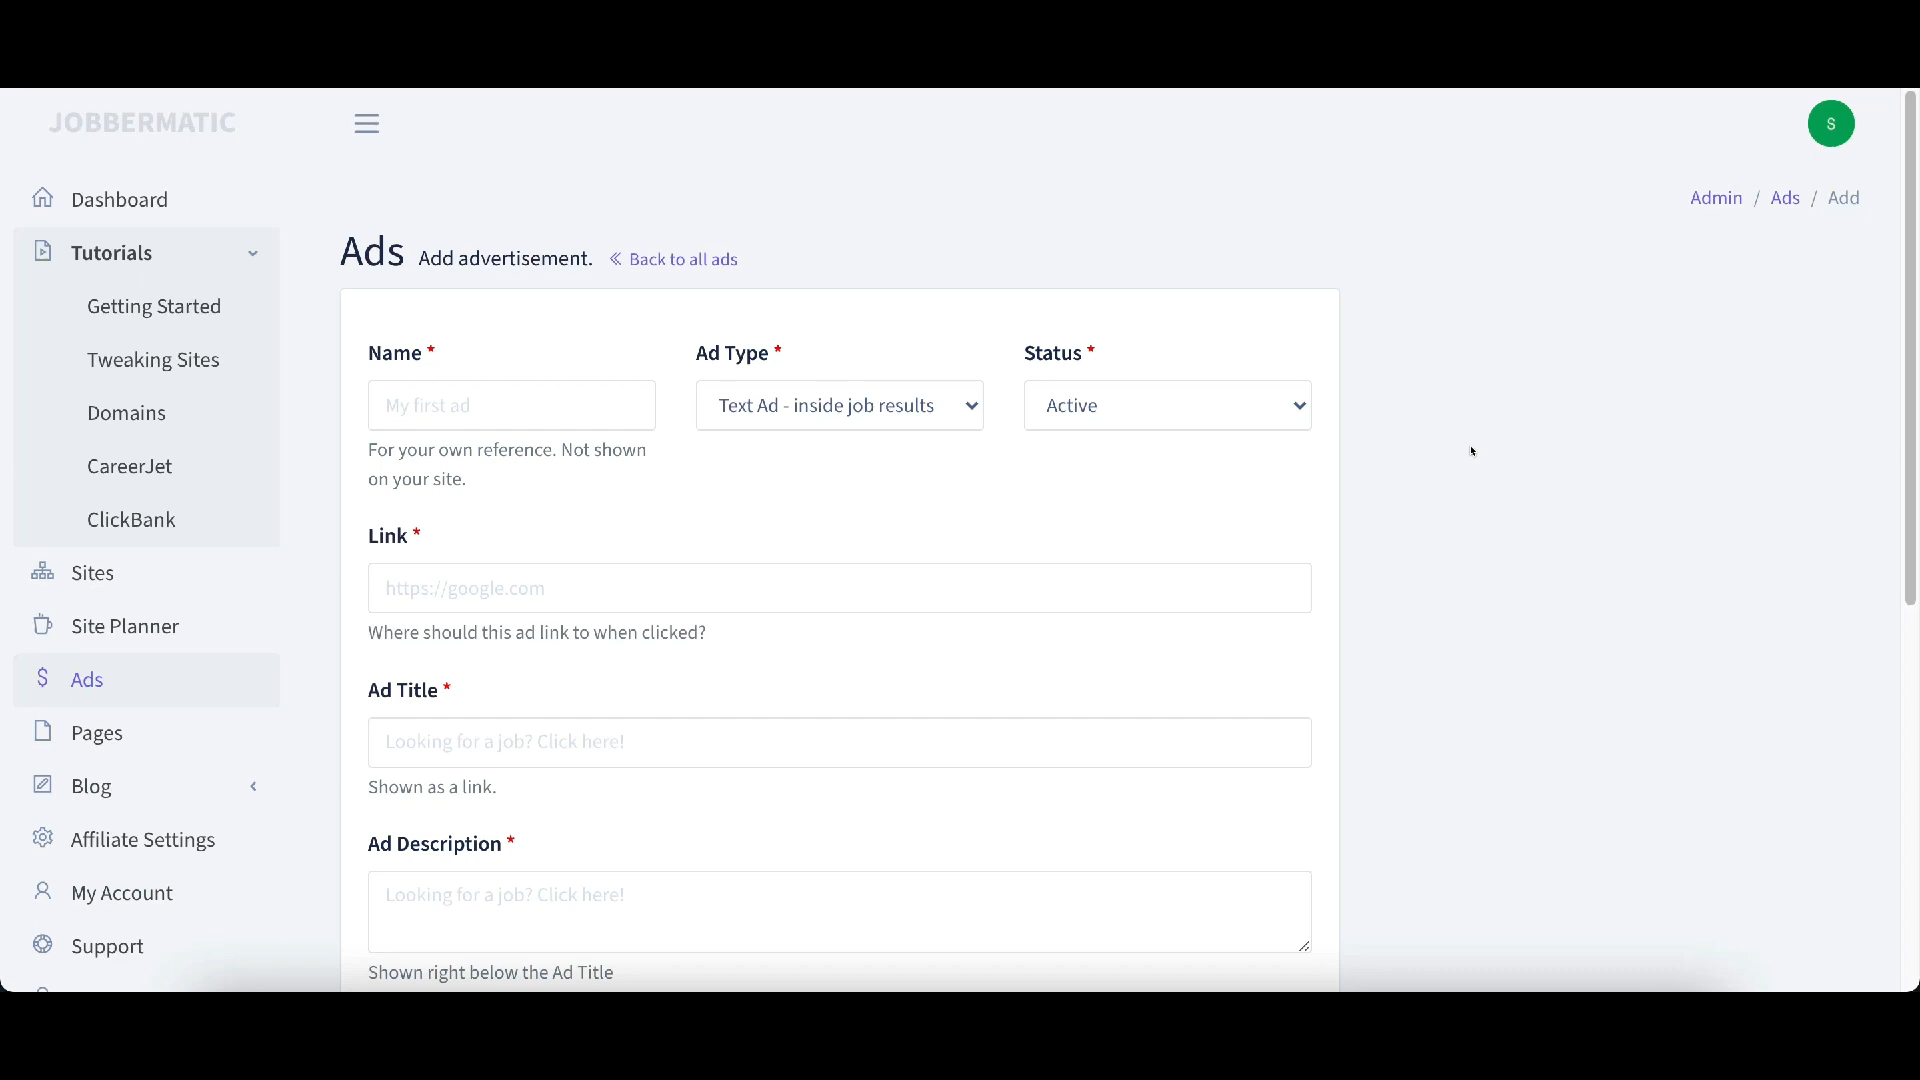 JOBBERMATIC
S
Dashboard
Tutorials
Getting Started
Tweaking Sites
Domains
CareerJet
ClickBank
Sites
Site Planner
Ads
Pages
Blog
Affiliate Settings
My Account
Support
Admin / Ads / Add
Ads Add advertisement. « Back to all ads
Name * Ad Type * Status *
My first ad Text Ad - inside job results Active
For your own reference. Not shown
on your site.
Link *
https://google.com
Where should this ad link to when clicked?
Ad Title *
Looking for a job? Click here!
Shown as a link.
Ad Description *
Looking for a job? Click here!
Shown right below the Ad Title